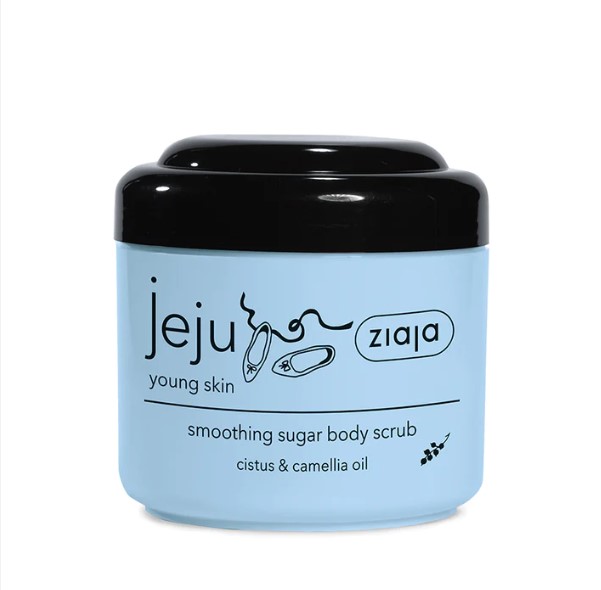 jeju
ziaja
young skin
smoothing sugar body scrub
cistus & camellia oil